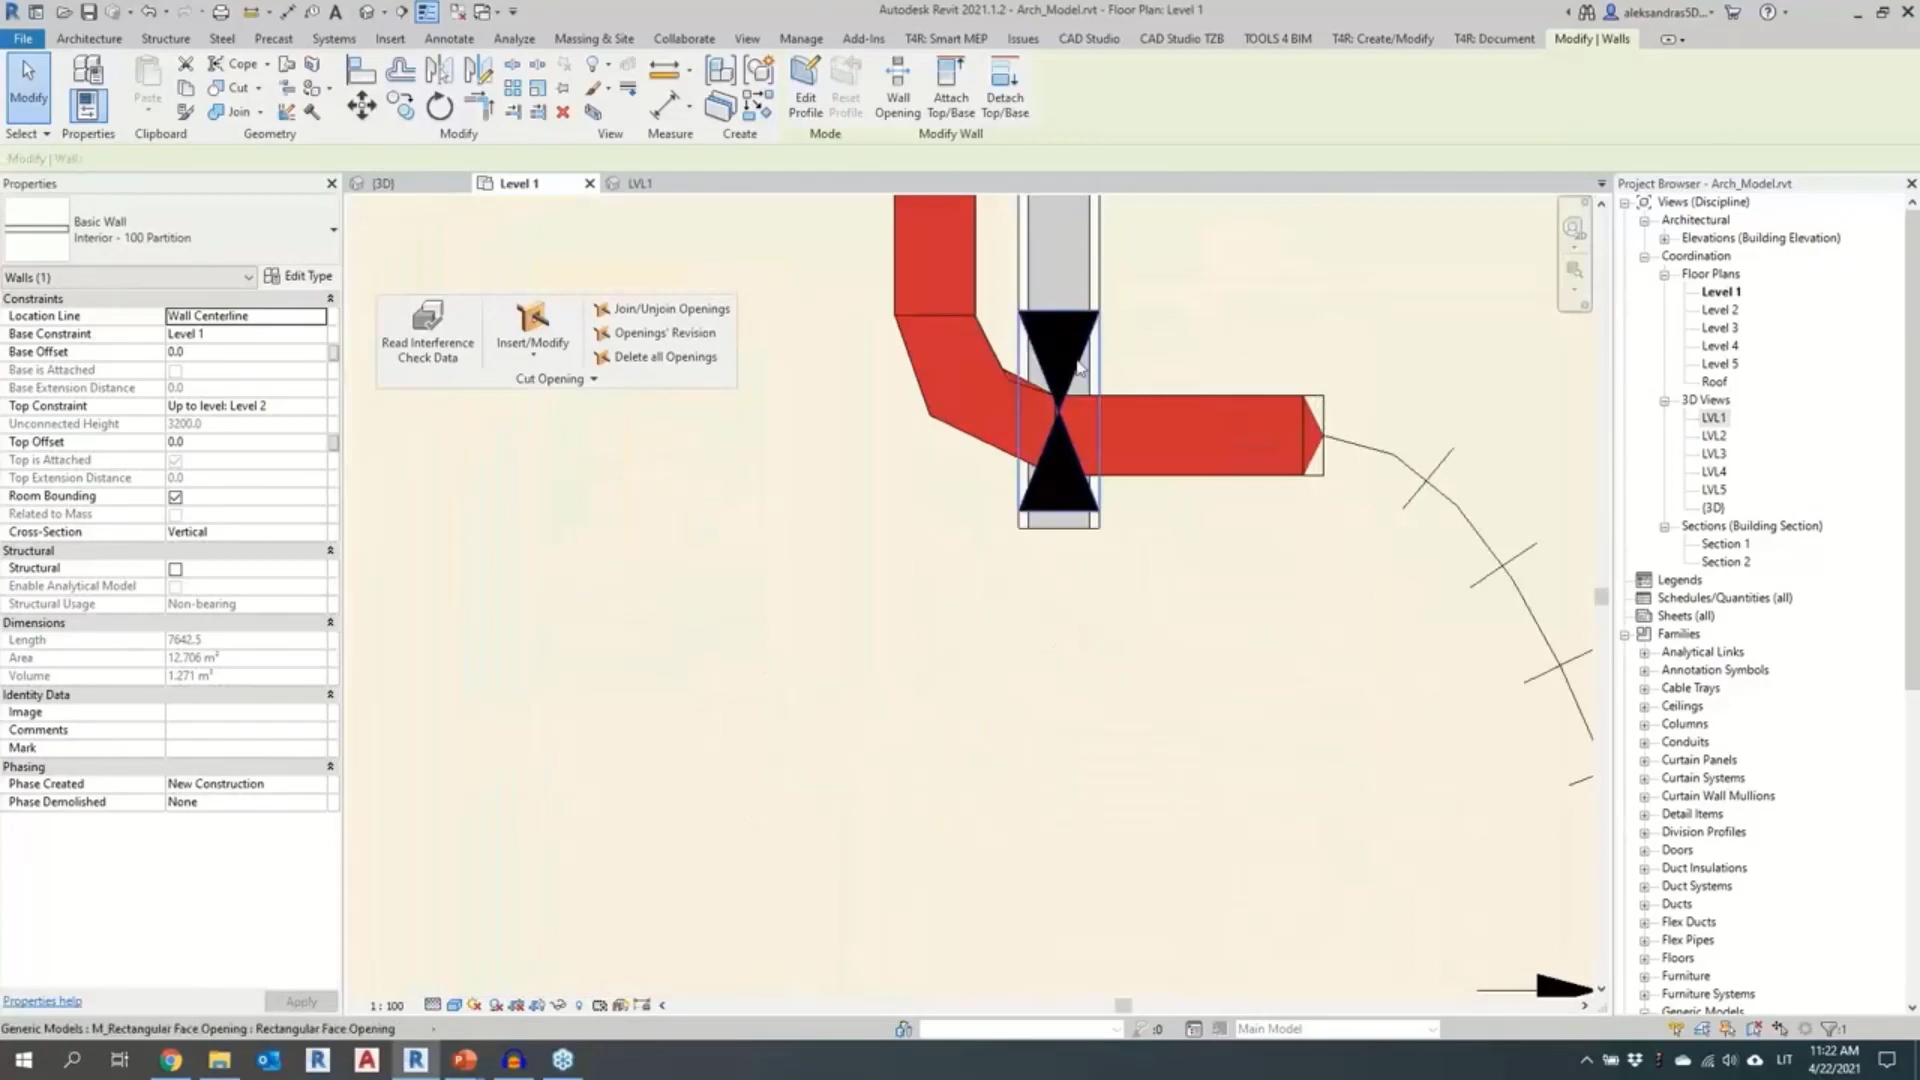 Autodesk Revit 2021.1.2 - Arch_Model.rvt - Floor Plan: Level 1
aleksandras5D...
File Architecture Structure Steel Precast Systems Insert Annotate Analyze Massing & Site Collaborate View Manage Add-Ins T4R: Smart MEP Issues CAD Studio CAD Studio TZB TOOLS 4 BIM T4R: Create/Modify T4R: Document Modify | Walls
Modify
Paste
Cope
Cut
Join
Edit Profile
Reset Profile
Wall Opening
Attach Top/Base
Detach Top/Base
Select Properties Clipboard Geometry Modify View Measure Create Mode Modify Wall
Modify | Walls
Properties
{3D}
Level 1
LVL1
Project Browser - Arch_Model.rvt
Basic Wall
Interior - 100 Partition
Walls (1)
Edit Type
Constraints
Location Line Wall Centerline
Base Constraint Level 1
Base Offset 0.0
Base is Attached
Base Extension Distance 0.0
Top Constraint Up to level: Level 2
Unconnected Height 3200.0
Top Offset 0.0
Top is Attached
Top Extension Distance 0.0
Room Bounding
Related to Mass
Cross-Section Vertical
Structural
Structural
Enable Analytical Model
Structural Usage Non-bearing
Dimensions
Length 7642.5
Area 12.706 m²
Volume 1.271 m³
Identity Data
Image
Comments
Mark
Phasing
Phase Created New Construction
Phase Demolished None
Properties help
Apply
Read Interference
Check Data
Insert/Modify
Join/Unjoin Openings
Openings' Revision
Delete all Openings
Cut Opening
Views (Discipline)
Architectural
Elevations (Building Elevation)
Coordination
Floor Plans
Level 1
Level 2
Level 3
Level 4
Level 5
Roof
3D Views
LVL1
LVL2
LVL3
LVL4
LVL5
{3D}
Sections (Building Section)
Section 1
Section 2
Legends
Schedules/Quantities (all)
Sheets (all)
Families
Analytical Links
Annotation Symbols
Cable Trays
Ceilings
Columns
Conduits
Curtain Panels
Curtain Systems
Curtain Wall Mullions
Detail Items
Division Profiles
Doors
Duct Insulations
Duct Systems
Ducts
Flex Ducts
Flex Pipes
Floors
Furniture
Furniture Systems
Generic Models
1 : 100
Generic Models : M_Rectangular Face Opening : Rectangular Face Opening
:0
Main Model
:1
LIT
11:22 AM
4/22/2021